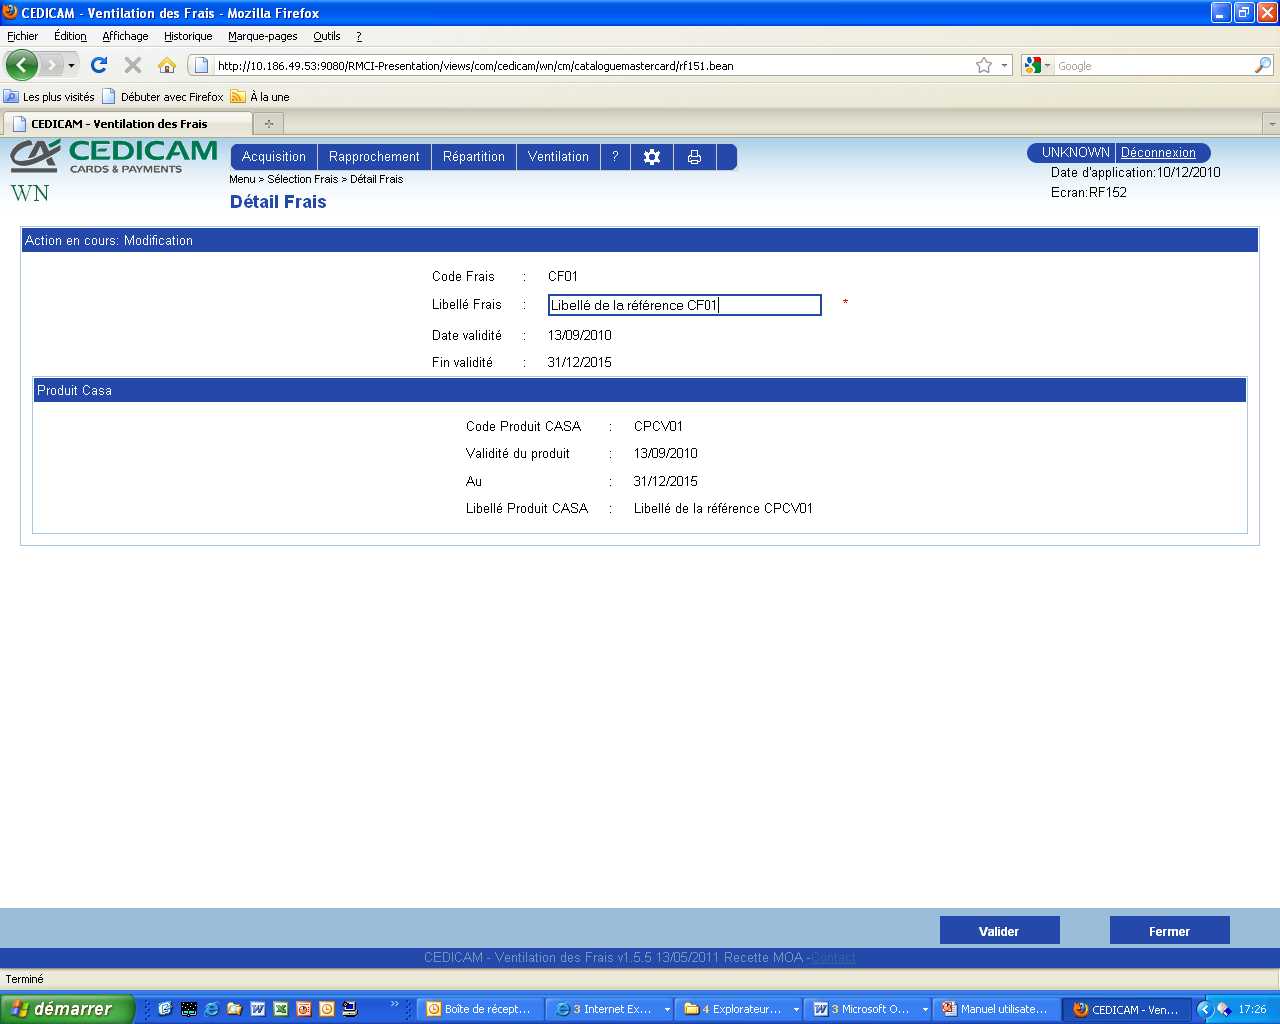 CEDICAM - Ventilation des Frais - Mozilla Firefox
Fichier Édition Affichage Historique Marque-pages Outils ?
http://10.186.49.53:9080/RMCI-Presentation/views/com/cedicam/wn/cm/cataloguemastercard/rf151.bean
Google
Les plus visités Débuter avec Firefox À la une
CEDICAM - Ventilation des Frais
CEDICAM
CARDS & PAYMENTS
WN
Acquisition Rapprochement Répartition Ventilation ?
UNKNOWN Déconnexion
Menu > Sélection Frais > Détail Frais
Date d'application:10/12/2010
Détail Frais
Ecran:RF152
Action en cours: Modification
Code Frais : CF01
Libellé Frais : Libellé de la référence CF01 *
Date validité : 13/09/2010
Fin validité : 31/12/2015
Produit Casa
Code Produit CASA : CPCV01
Validité du produit : 13/09/2010
Au : 31/12/2015
Libellé Produit CASA : Libellé de la référence CPCV01
Valider Fermer
CEDICAM - Ventilation des Frais v1.5.5 13/05/2011 Recette MOA -Contact
Terminé
démarrer Boîte de récept... 3 Internet Ex... 4 Explorateur... 3 Microsoft O... Manuel utilisate... CEDICAM - Ven... 17:26